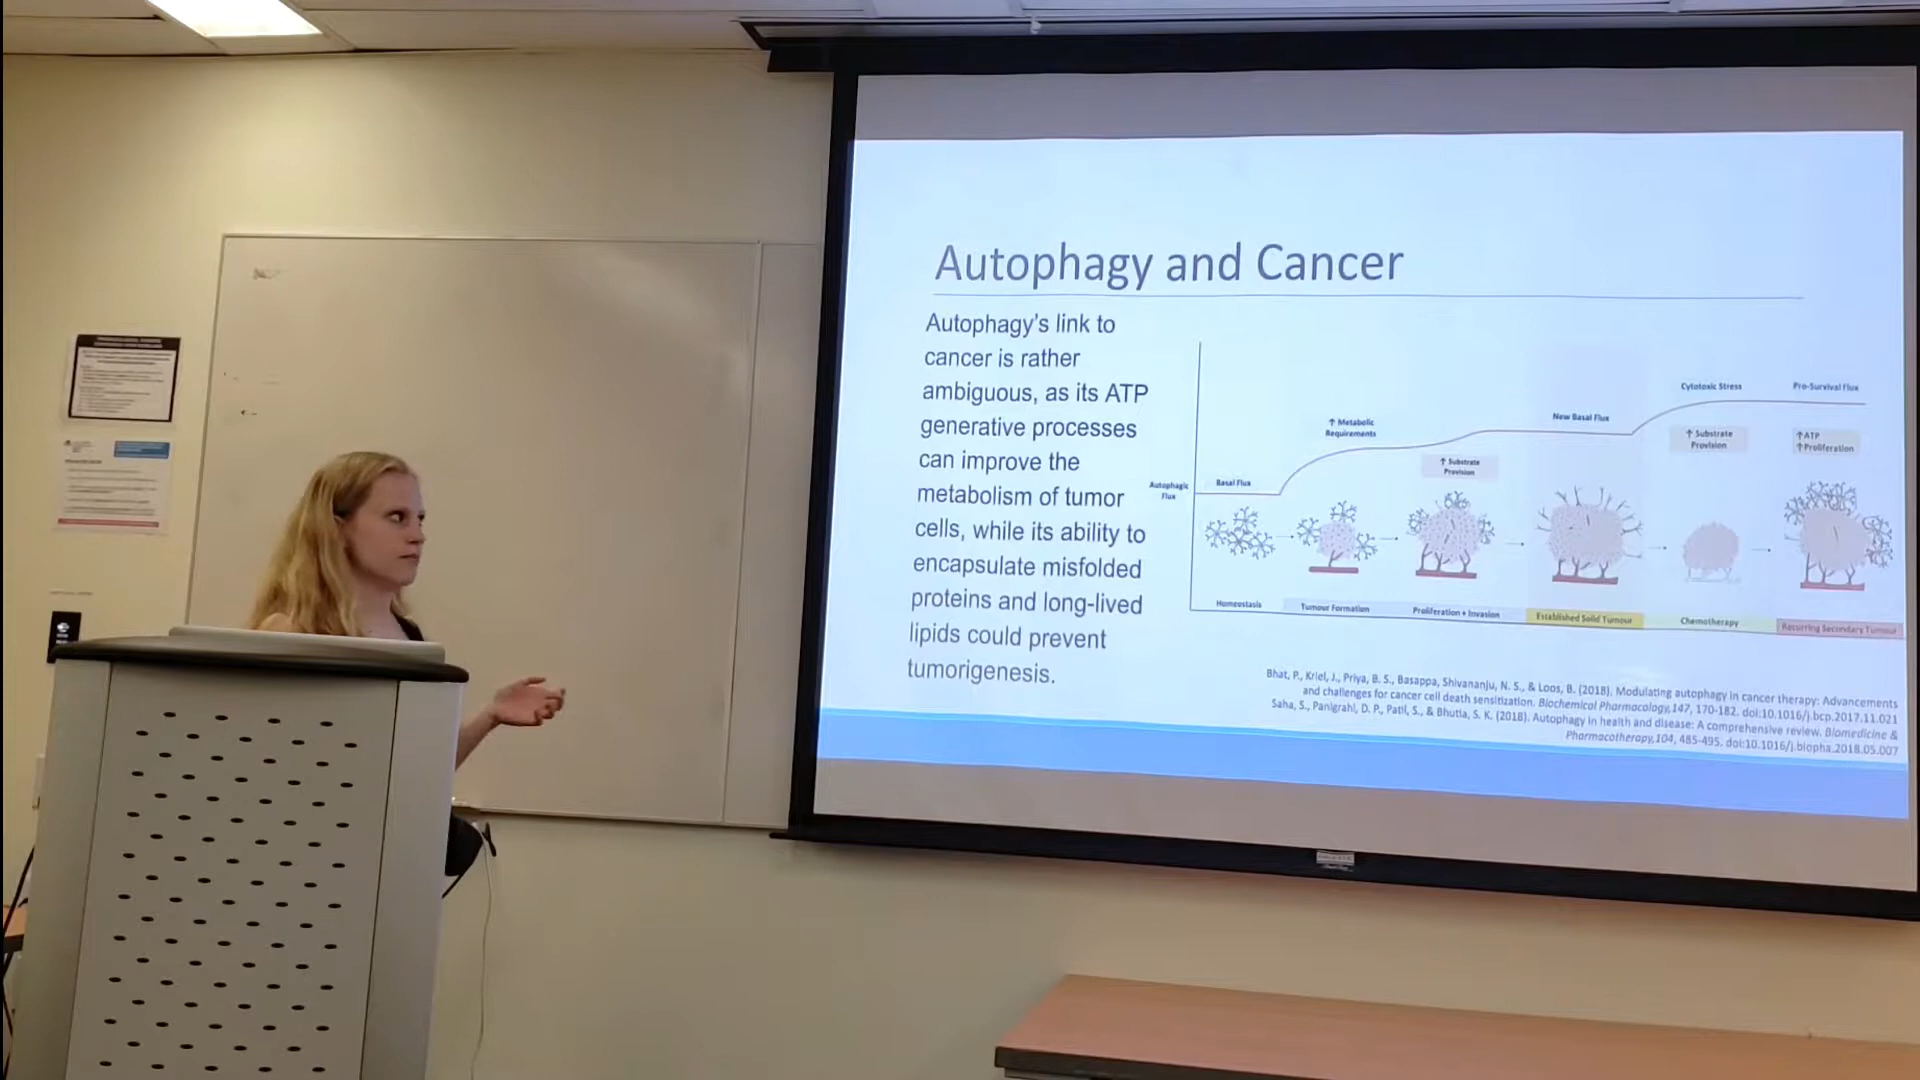 Autophagy and Cancer
Autophagy's link to
cancer is rather
ambiguous, as its ATP
generative processes
can improve the
metabolism of tumor
cells, while its ability to
encapsulate misfolded
proteins and long-lived
lipids could prevent
tumorigenesis.
Autophagic
Flux
Basal Flux
↑ Metabolic
Requirements
↑ Substrate
Provision
New Basal Flux
Cytotoxic Stress
↑ Substrate
Provision
Pro-Survival Flux
↑ATP
↑Proliferation
Homeostasis
Tumour Formation
Proliferation + Invasion
Established Solid Tumour
Chemotherapy
Recurring Secondary Tumour
Bhat, P., Kriel, J., Priya, B. S., Basappa, Shivananju, N. S., & Loos, B. (2018). Modulating autophagy in cancer therapy: Advancements
and challenges for cancer cell death sensitization. Biochemical Pharmacology, 147, 170-182. doi:10.1016/j.bcp.2017.11.021
Saha, S., Panigrahi, D. P., Patil, S., & Bhutia, S. K. (2018). Autophagy in health and disease: A comprehensive review. Biomedicine &
Pharmacotherapy, 104, 485-495. doi:10.1016/j.biopha.2018.05.007